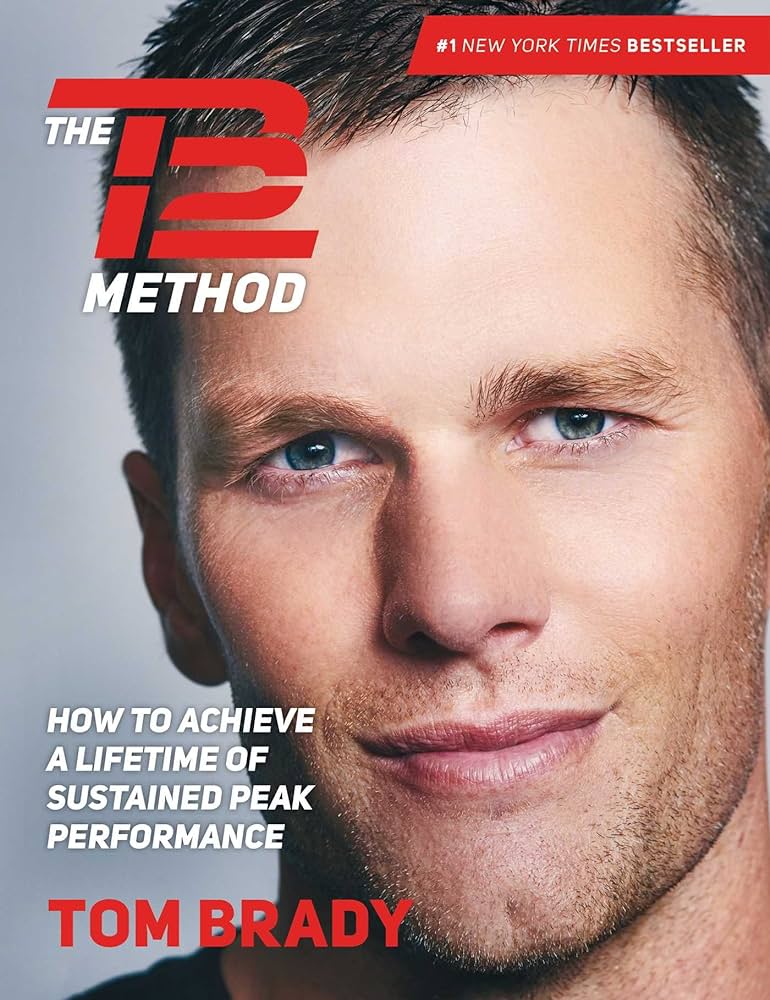 #1 NEW YORK TIMES BESTSELLER
THE
TB12
METHOD
HOW TO ACHIEVE
A LIFETIME OF
SUSTAINED PEAK
PERFORMANCE
TOM BRADY